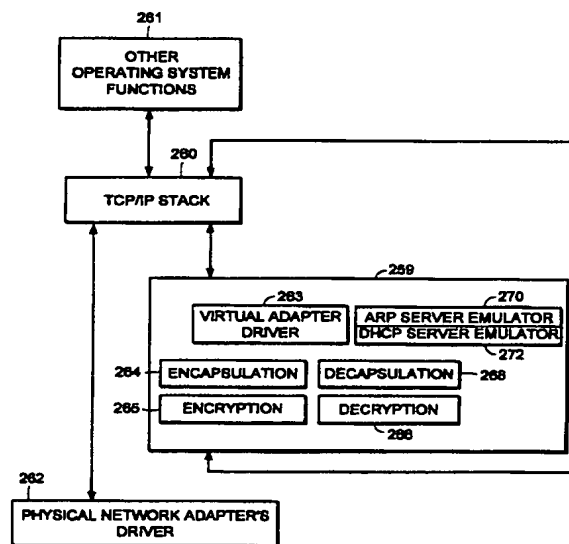 261
OTHER
OPERATING SYSTEM
FUNCTIONS
260
TCP/IP STACK
259
263
VIRTUAL ADAPTER
DRIVER
270
ARP SERVER EMULATOR
DHCP SERVER EMULATOR
272
264
ENCAPSULATION
DECAPSULATION
268
265
ENCRYPTION
DECRYPTION
266
262
PHYSICAL NETWORK ADAPTER'S
DRIVER